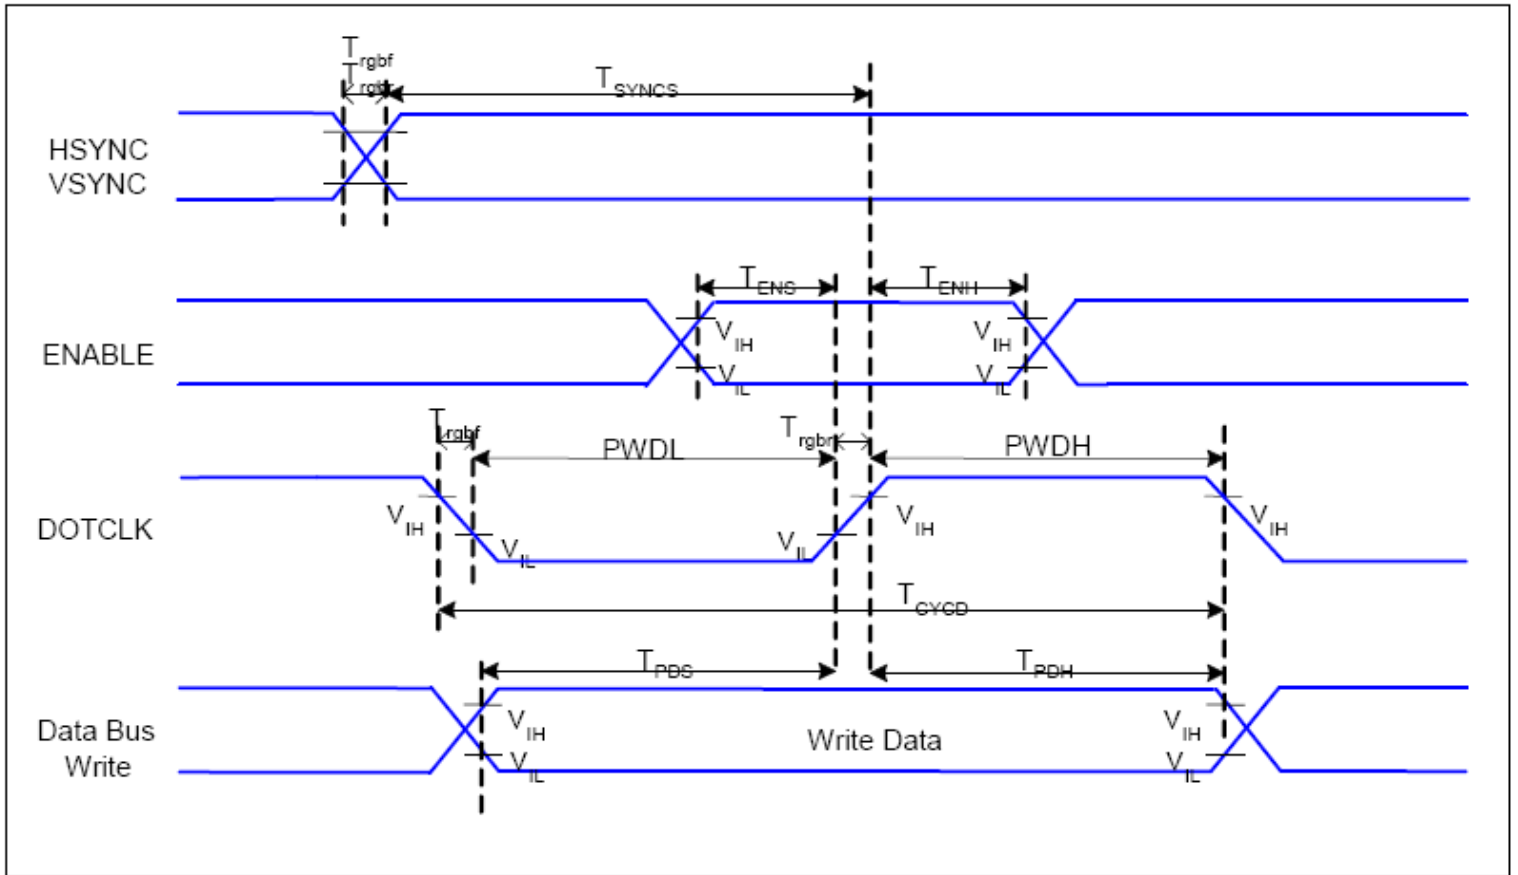 Trgbf
Trgbr
TSYNCS
HSYNC
VSYNC
TENS
TENH
VIH
VIH
ENABLE
VIL
VIL
Trgbf
PWDL
Trgbr
PWDH
VIH
VIH
VIH
DOTCLK
VIL
VIL
TCYCD
TPDS
TPDH
VIH
VIH
Data Bus
Write Data
Write
VIL
VIL